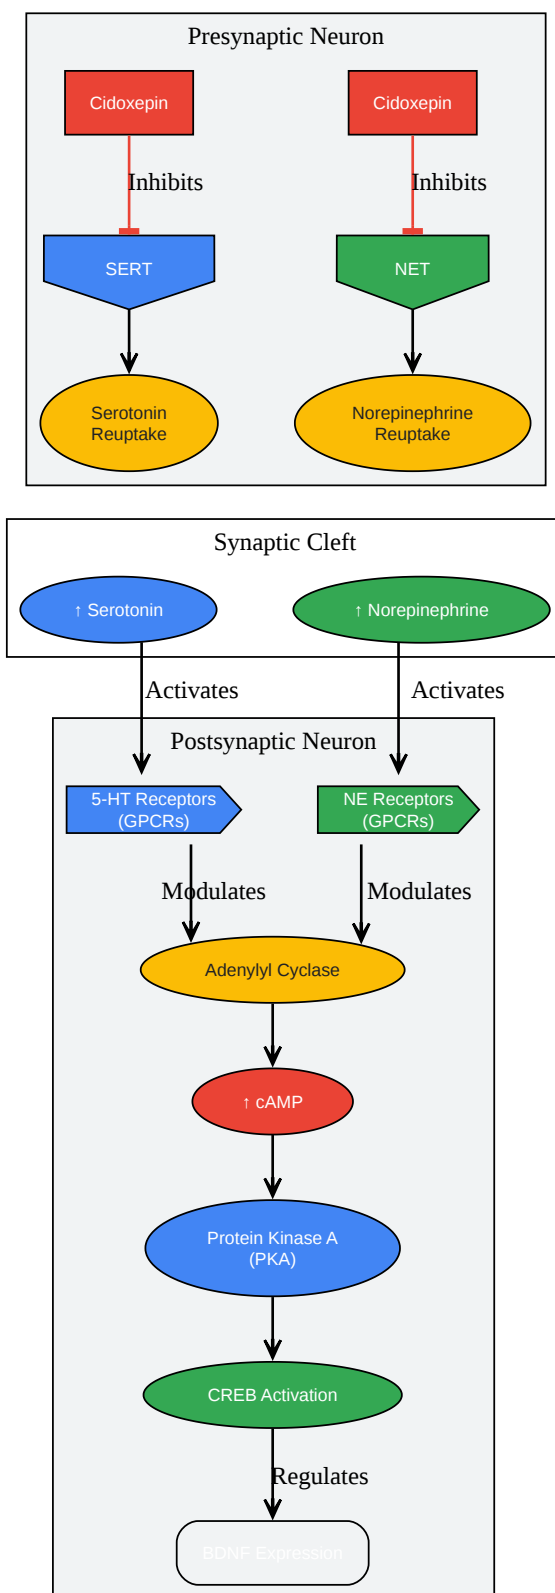 Presynaptic Neuron
Cidoxepin
Cidoxepin
Inhibits
Inhibits
SERT
NET
Serotonin
Reuptake
Norepinephrine
Reuptake
Synaptic Cleft
↑ Serotonin
↑ Norepinephrine
Activates
Activates
Postsynaptic Neuron
5-HT Receptors
(GPCRs)
NE Receptors
(GPCRs)
Modulates
Modulates
Adenylyl Cyclase
↑ cAMP
Protein Kinase A
(PKA)
CREB Activation
Regulates
BDNF Expression